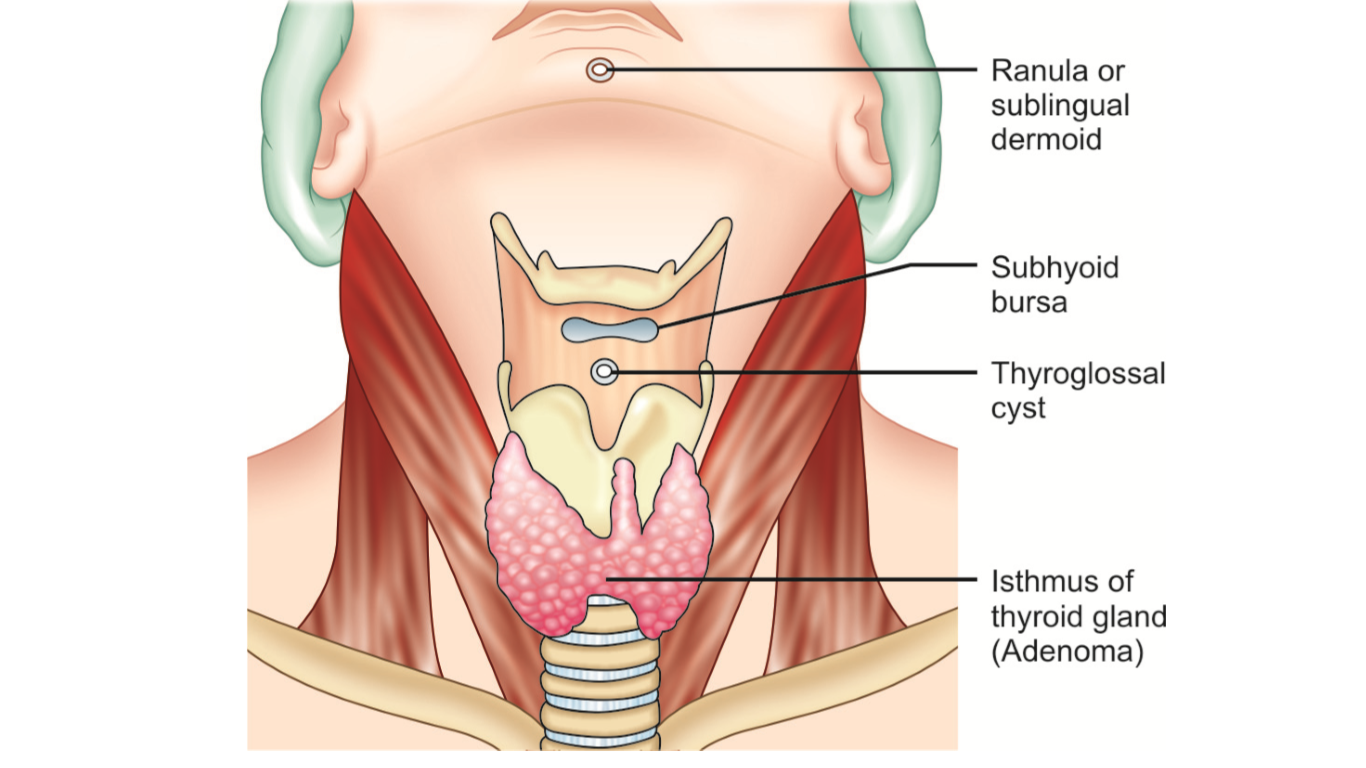 Ranula or
sublingual
dermoid
Subhyoid
bursa
Thyroglossal
cyst
Isthmus of
thyroid gland
(Adenoma)